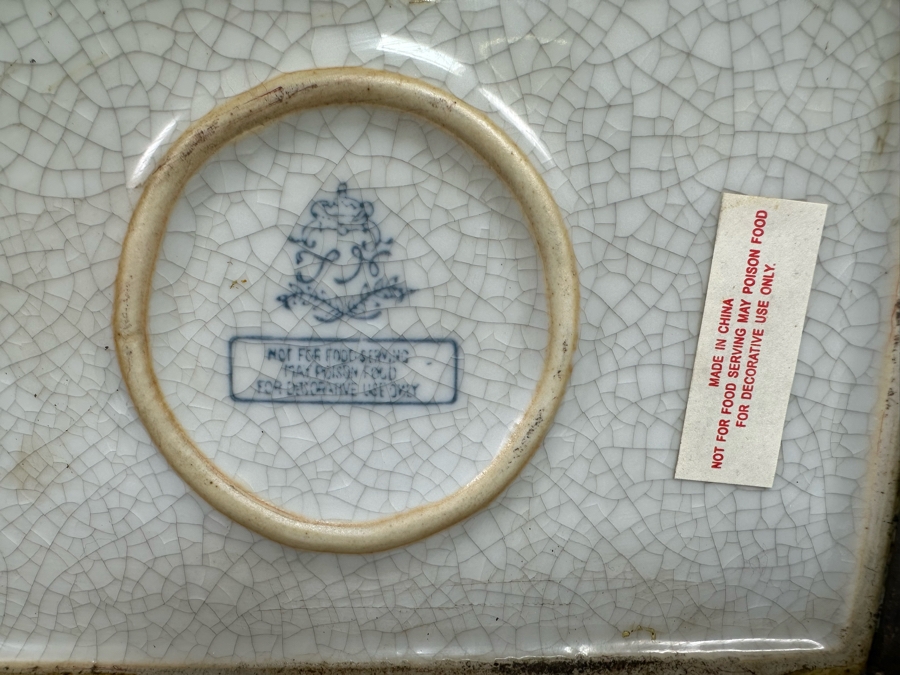 NOT FOR FOOD SERVING
MAY POISON FOOD
FOR DECORATIVE USE ONLY
MADE IN CHINA
NOT FOR FOOD SERVING MAY POISON FOOD
FOR DECORATIVE USE ONLY.